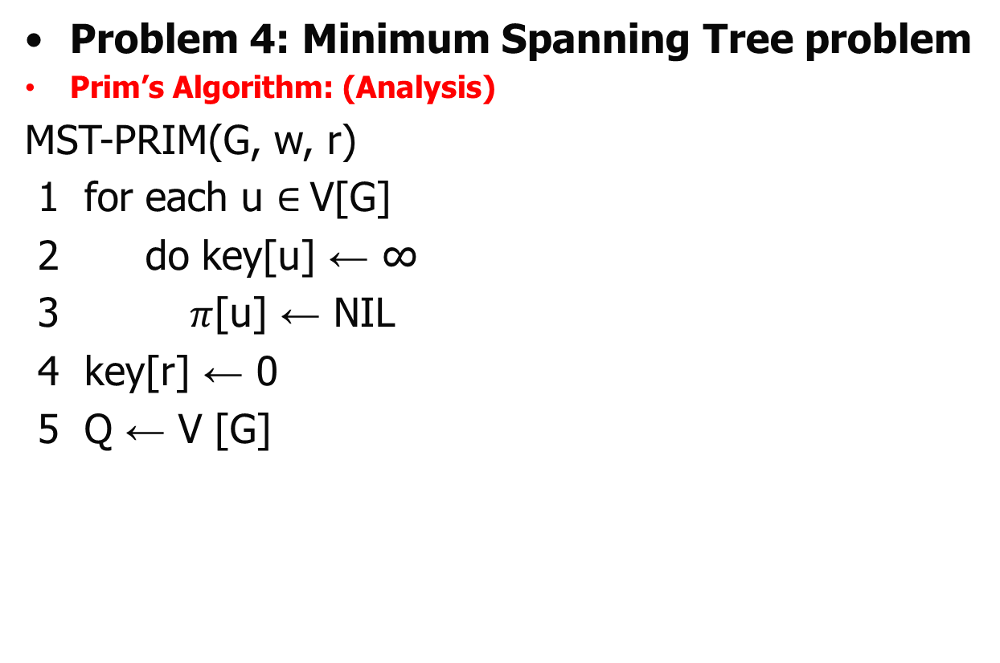 • Problem 4: Minimum Spanning Tree problem
• Prim’s Algorithm: (Analysis)
MST-PRIM(G, w, r)
1 for each u ∈ V[G]
2 do key[u] ← ∞
3 π[u] ← NIL
4 key[r] ← 0
5 Q ← V [G]